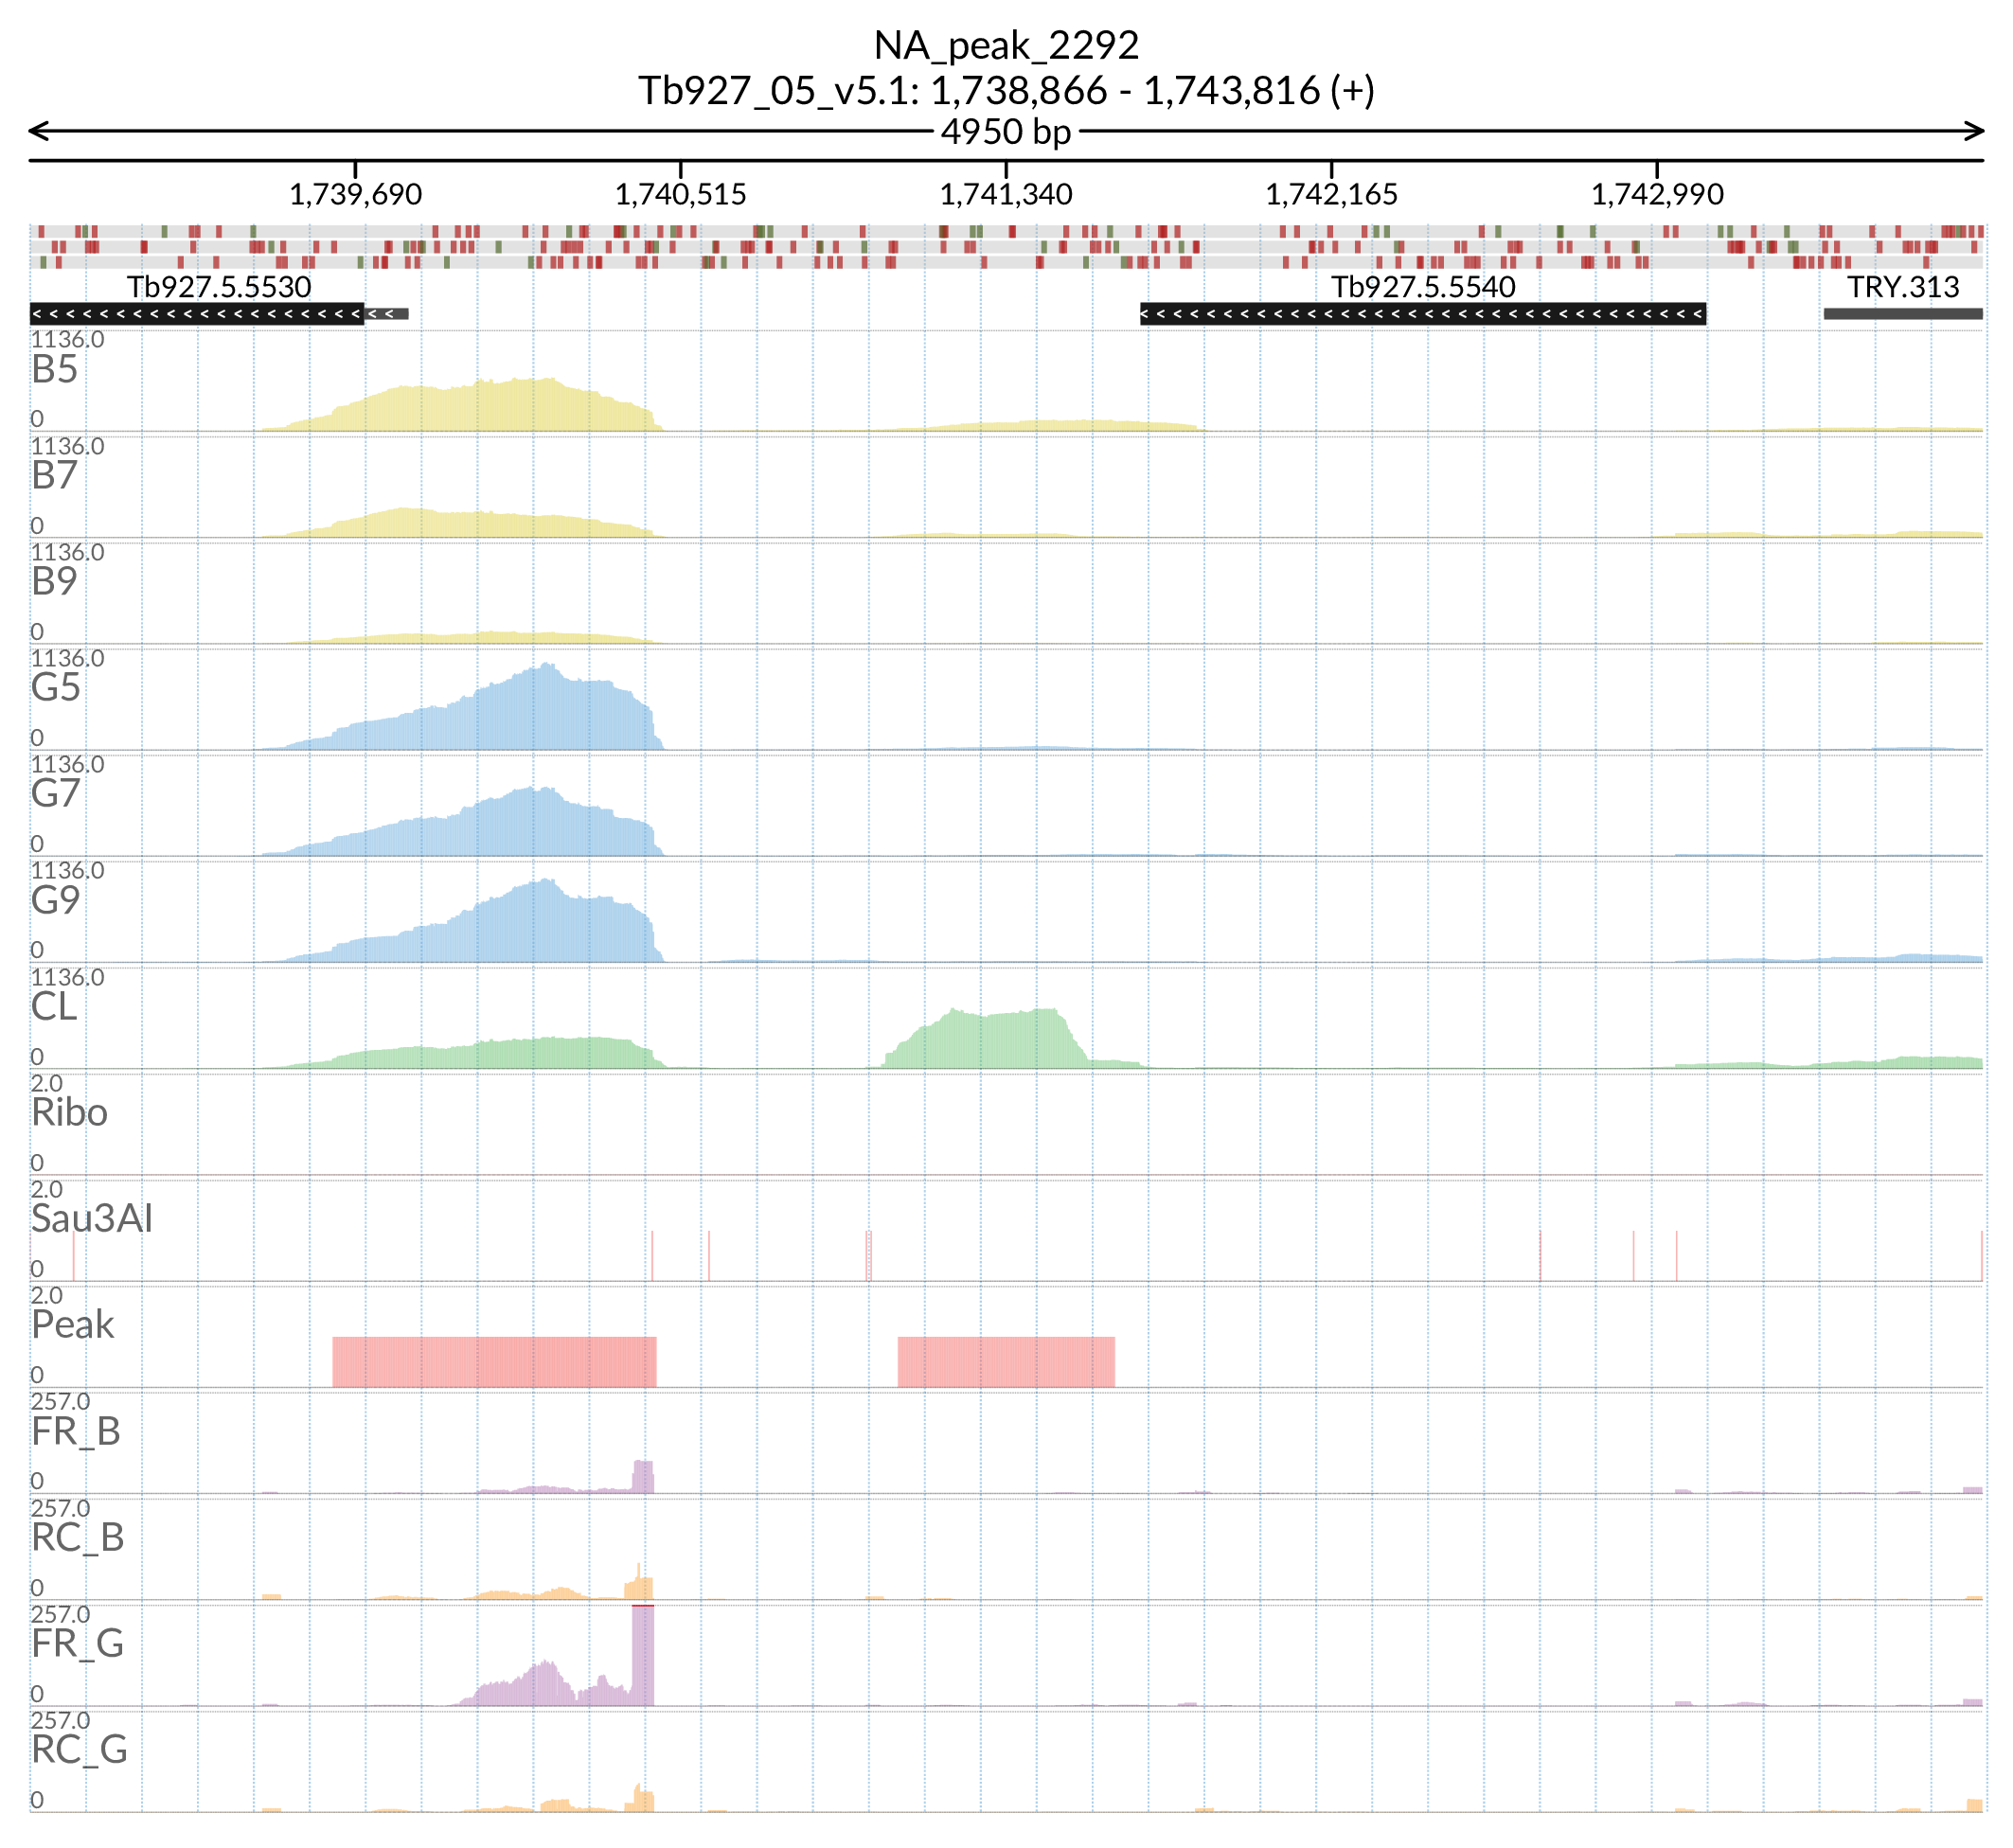 NA_peak_2292
Tb927_05_v5.1: 1,738,866 - 1,743,816 (+)
4950 bp
1,739,690 1,740,515 1,741,340 1,742,165 1,742,990
Tb927.5.5530 Tb927.5.5540 TRY.313
1136.0
B5
0
1136.0
B7
0
1136.0
B9
0
1136.0
G5
0
1136.0
G7
0
1136.0
G9
0
1136.0
CL
0
2.0
Ribo
0
2.0
Sau3AI
0
2.0
Peak
0
257.0
FR_B
0
257.0
RC_B
0
257.0
FR_G
0
257.0
RC_G
0